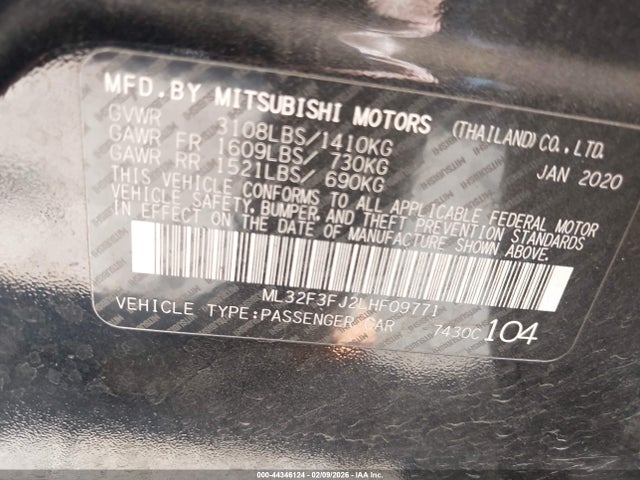 MFD.BY MITSUBISHI MOTORS (THAILAND)CO.,LTD.
GVWR 3108LBS/1410KG JAN 2020
GAWR FR 1609LBS/ 730KG
GAWR RR 1521LBS/ 690KG
THIS VEHICLE CONFORMS TO ALL APPLICABLE FEDERAL MOTOR
VEHICLE SAFETY, BUMPER, AND THEFT PREVENTION STANDARDS
IN EFFECT ON THE DATE OF MANUFACTURE SHOWN ABOVE.
ML32F3FJ2LHF09771
VEHICLE TYPE:PASSENGER CAR 7430C 104
000-44346124 - 02/09/2026 - IAA Inc.